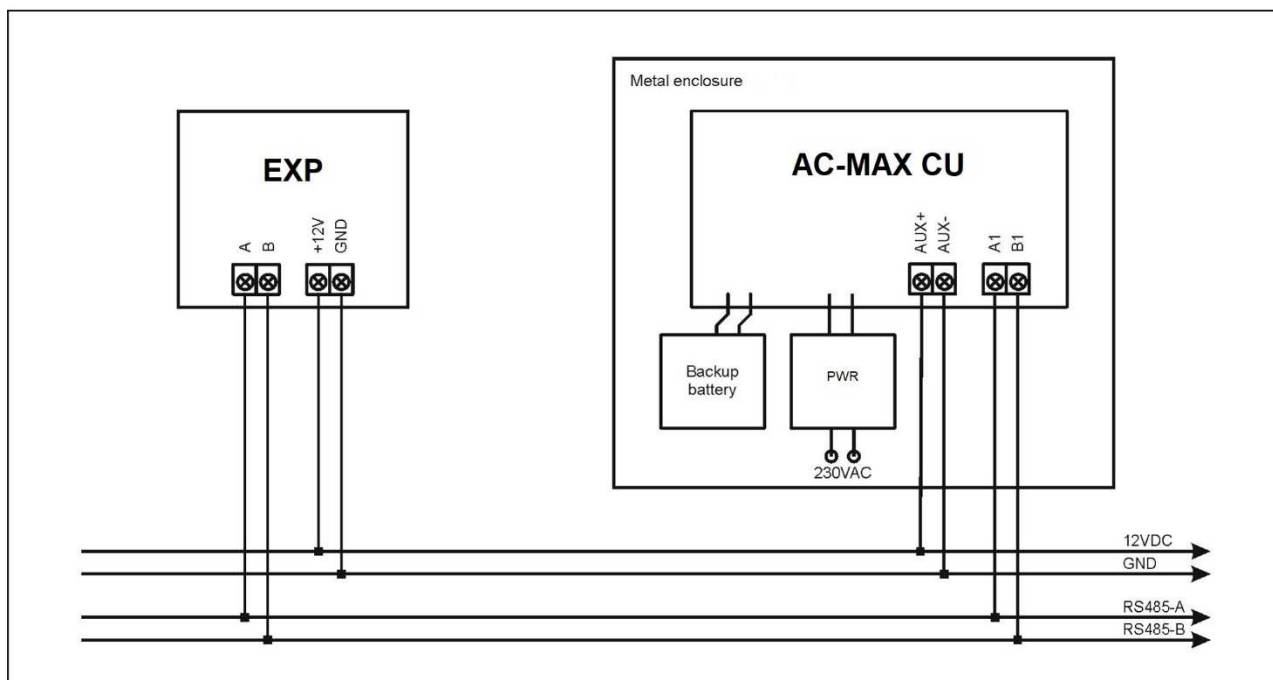 Metal enclosure
EXP
AC-MAX CU
A
B
+12V
GND
AUX+
AUX-
A1
B1
Backup
battery
PWR
230VAC
12VDC
GND
RS485-A
RS485-B